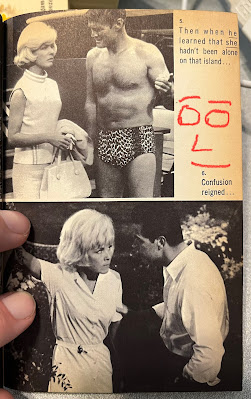 5.
Then when he
learned that she
hadn't been alone
on that island...
6.
Confusion
reigned...